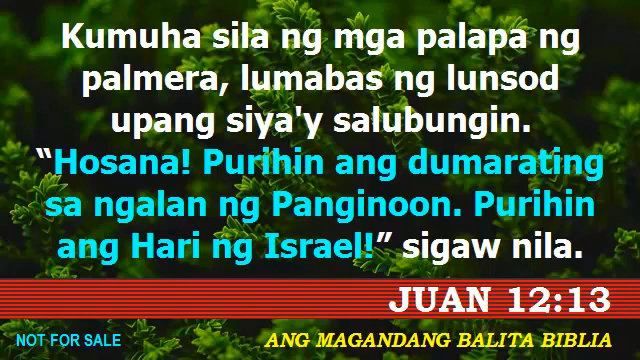 Kumuha sila ng mga palapa ng
palmera, lumabas ng lunsod
upang siya'y salubungin.
“Hosana! Purihin ang dumarating
sa ngalan ng Panginoon. Purihin
ang Hari ng Israel!” sigaw nila.
JUAN 12:13
NOT FOR SALE
ANG MAGANDANG BALITA BIBLIA